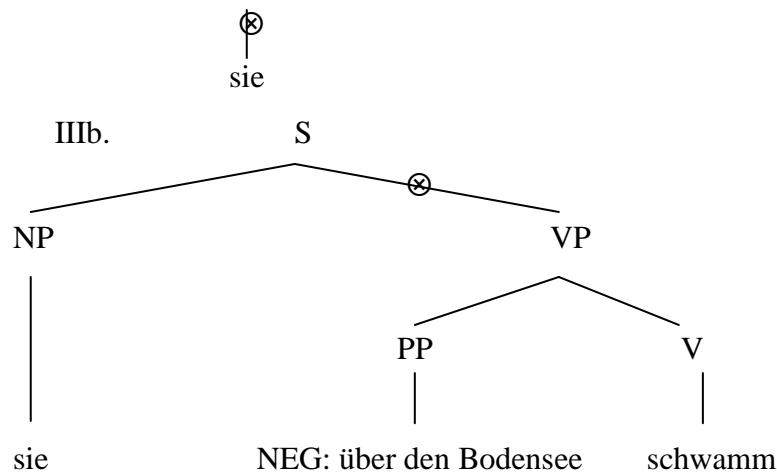 ⊗
sie
IIIb. S
⊗
NP VP
PP V
sie NEG: über den Bodensee schwamm